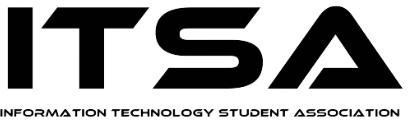 ITSA
INFORMATION TECHNOLOGY STUDENT ASSOCIATION